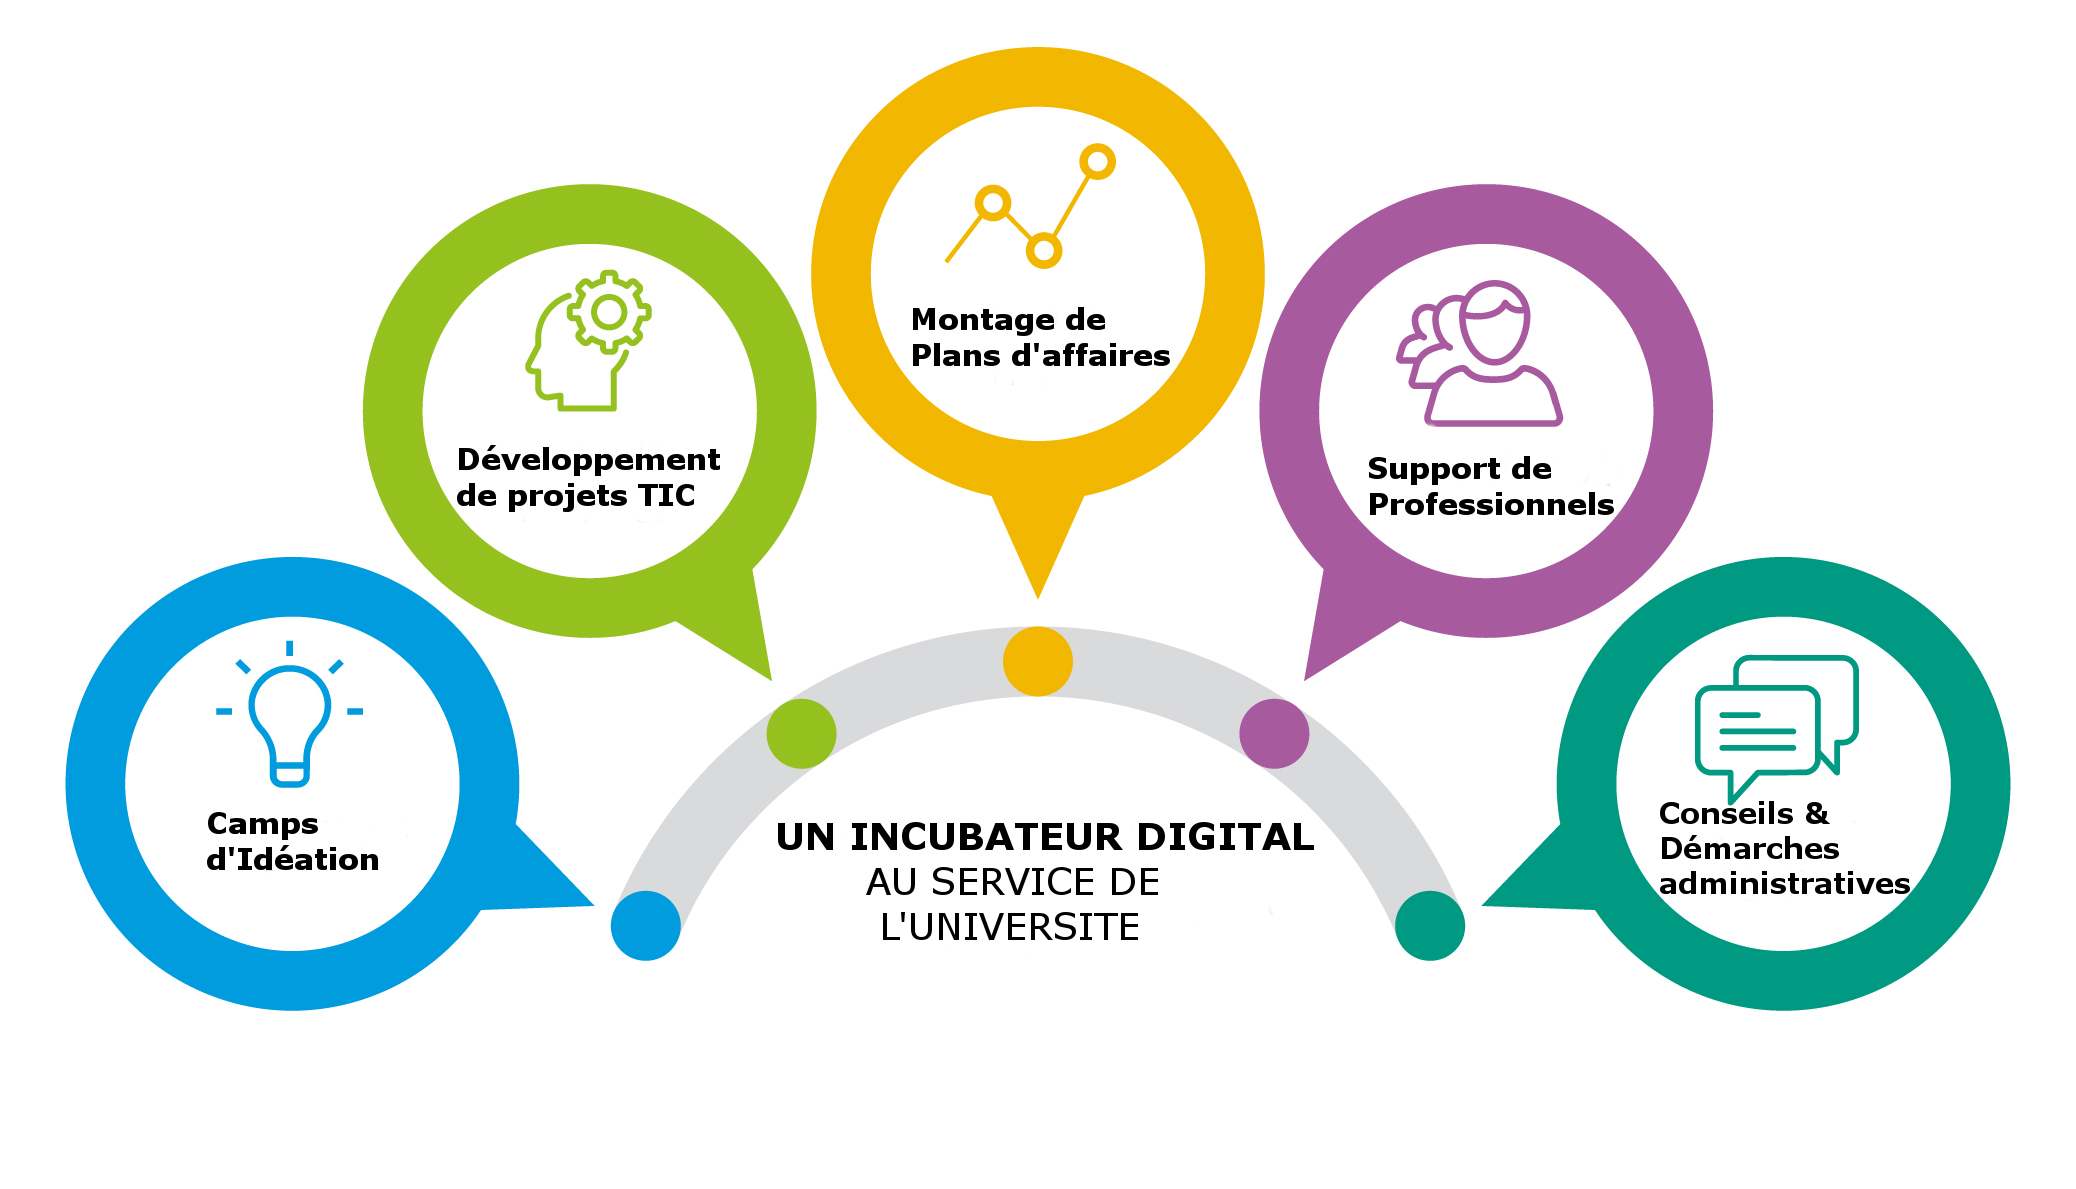 Camps
d'Idéation
Développement
de projets TIC
Montage de
Plans d'affaires
Support de
Professionnels
Conseils &
Démarches
administratives
UN INCUBATEUR DIGITAL
AU SERVICE DE
L'UNIVERSITE